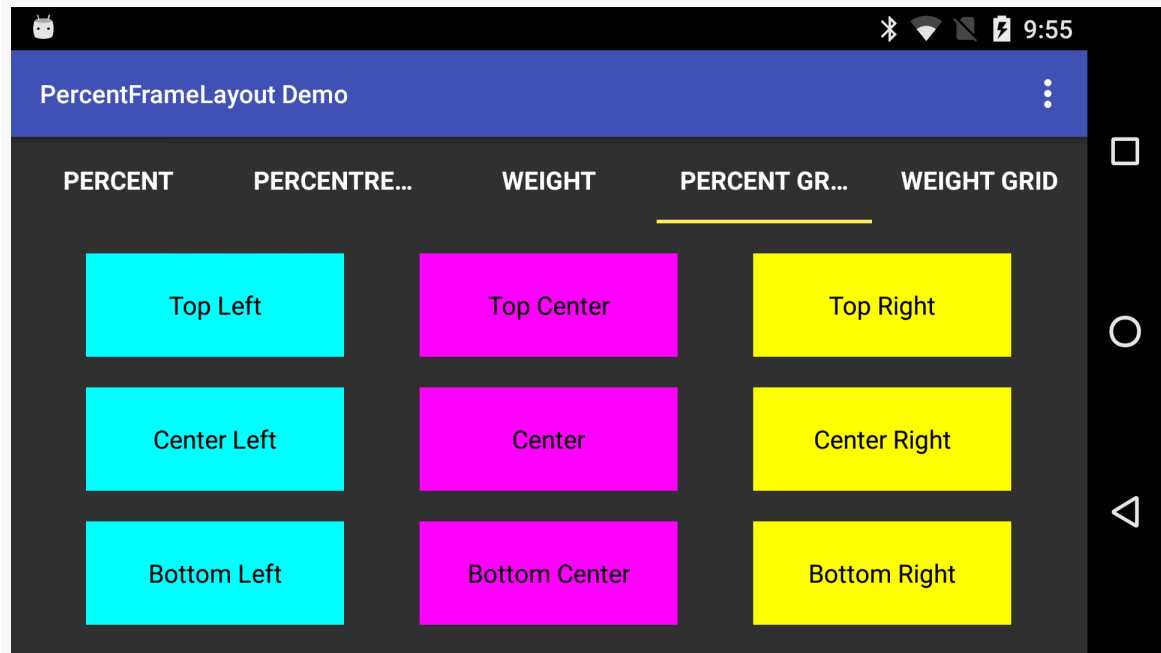 9:55
PercentFrameLayout Demo
PERCENT PERCENTRE... WEIGHT PERCENT GR... WEIGHT GRID
Top Left Top Center Top Right
Center Left Center Center Right
Bottom Left Bottom Center Bottom Right